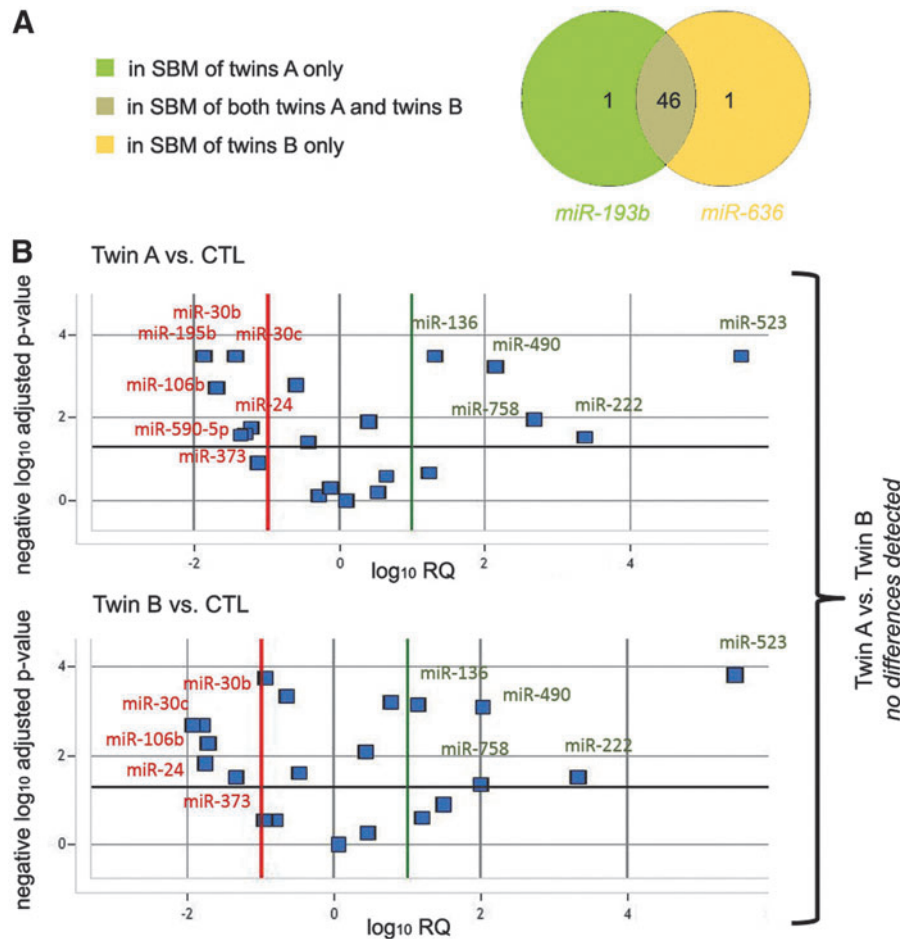 A
in SBM of twins A only
in SBM of both twins A and twins B
in SBM of twins B only
1 46 1
miR-193b miR-636
B
Twin A vs. CTL
negative log10 adjusted p-value
4
2
0
miR-30b
miR-195b miR-30c
miR-106b
miR-24
miR-590-5p
miR-373
miR-136
miR-490
miR-523
miR-758
miR-222
-2 0 2 4
log10 RQ
Twin B vs. CTL
negative log10 adjusted p-value
4
2
0
miR-30b
miR-30c
miR-106b
miR-24
miR-373
miR-136
miR-490
miR-523
miR-758
miR-222
-2 0 2 4
log10 RQ
Twin A vs. Twin B
no differences detected